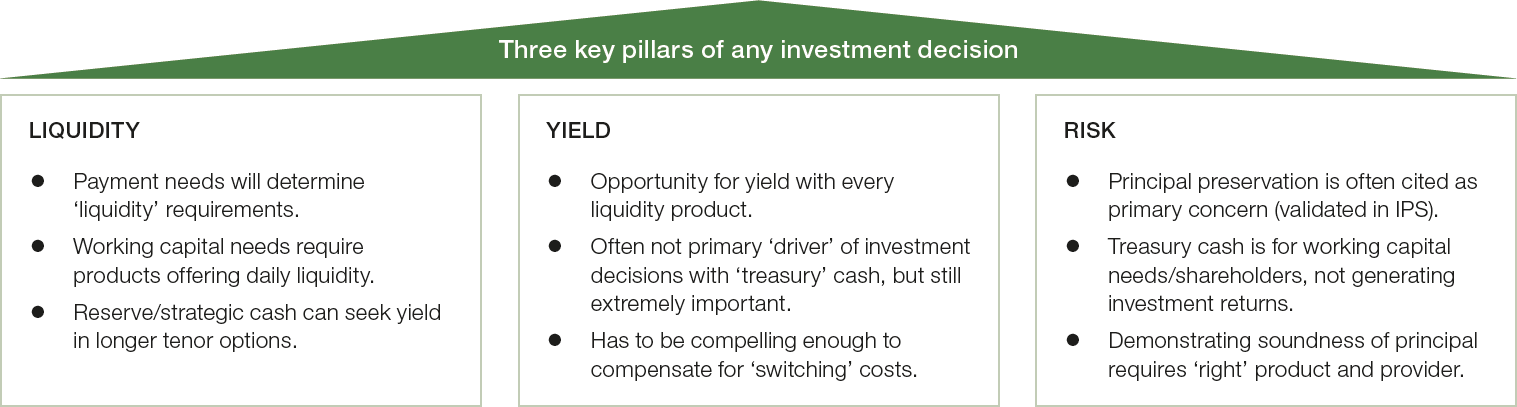 Three key pillars of any investment decision
LIQUIDITY
● Payment needs will determine
‘liquidity’ requirements.
● Working capital needs require
products offering daily liquidity.
● Reserve/strategic cash can seek yield
in longer tenor options.
YIELD
● Opportunity for yield with every
liquidity product.
● Often not primary ‘driver’ of investment
decisions with ‘treasury’ cash, but still
extremely important.
● Has to be compelling enough to
compensate for ‘switching’ costs.
RISK
● Principal preservation is often cited as
primary concern (validated in IPS).
● Treasury cash is for working capital
needs/shareholders, not generating
investment returns.
● Demonstrating soundness of principal
requires ‘right’ product and provider.